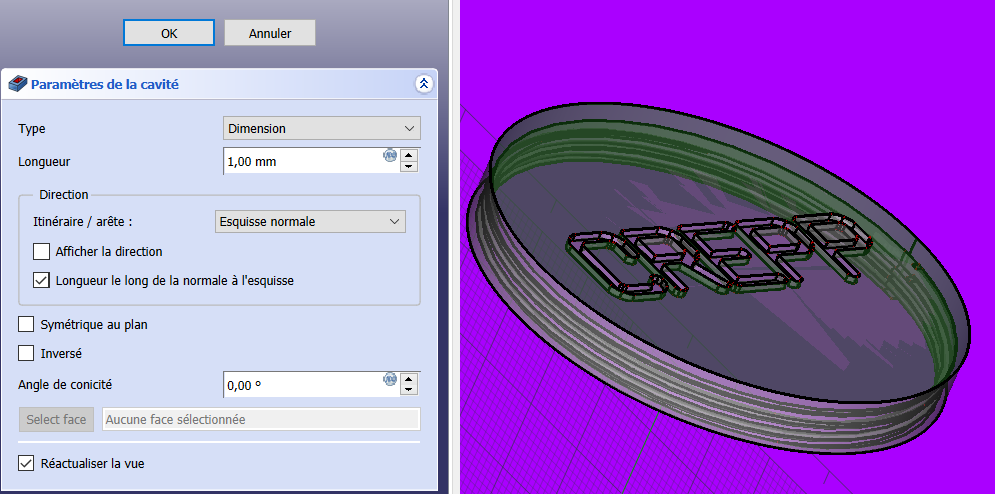 OK Annuler
Paramètres de la cavité
Type Dimension
Longueur 1,00 mm
Direction
Itinéraire / arête : Esquisse normale
Afficher la direction
Longueur le long de la normale à l'esquisse
Symétrique au plan
Inversé
Angle de conicité 0,00 °
Select face Aucune face sélectionnée
Réactualiser la vue
CREPP